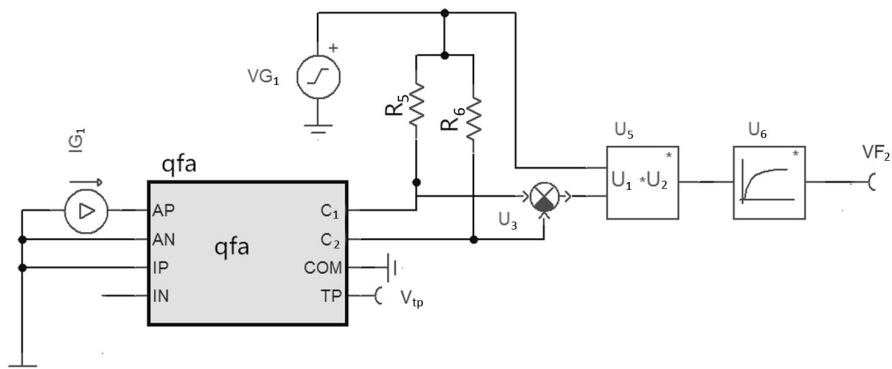 VG₁
+
R₅
R₆
IG₁
qfa
qfa
AP
AN
IP
IN
C₁
C₂
COM
TP
V_tp
U₃
U₅
U₁ *U₂
*
U₆
*
VF₂